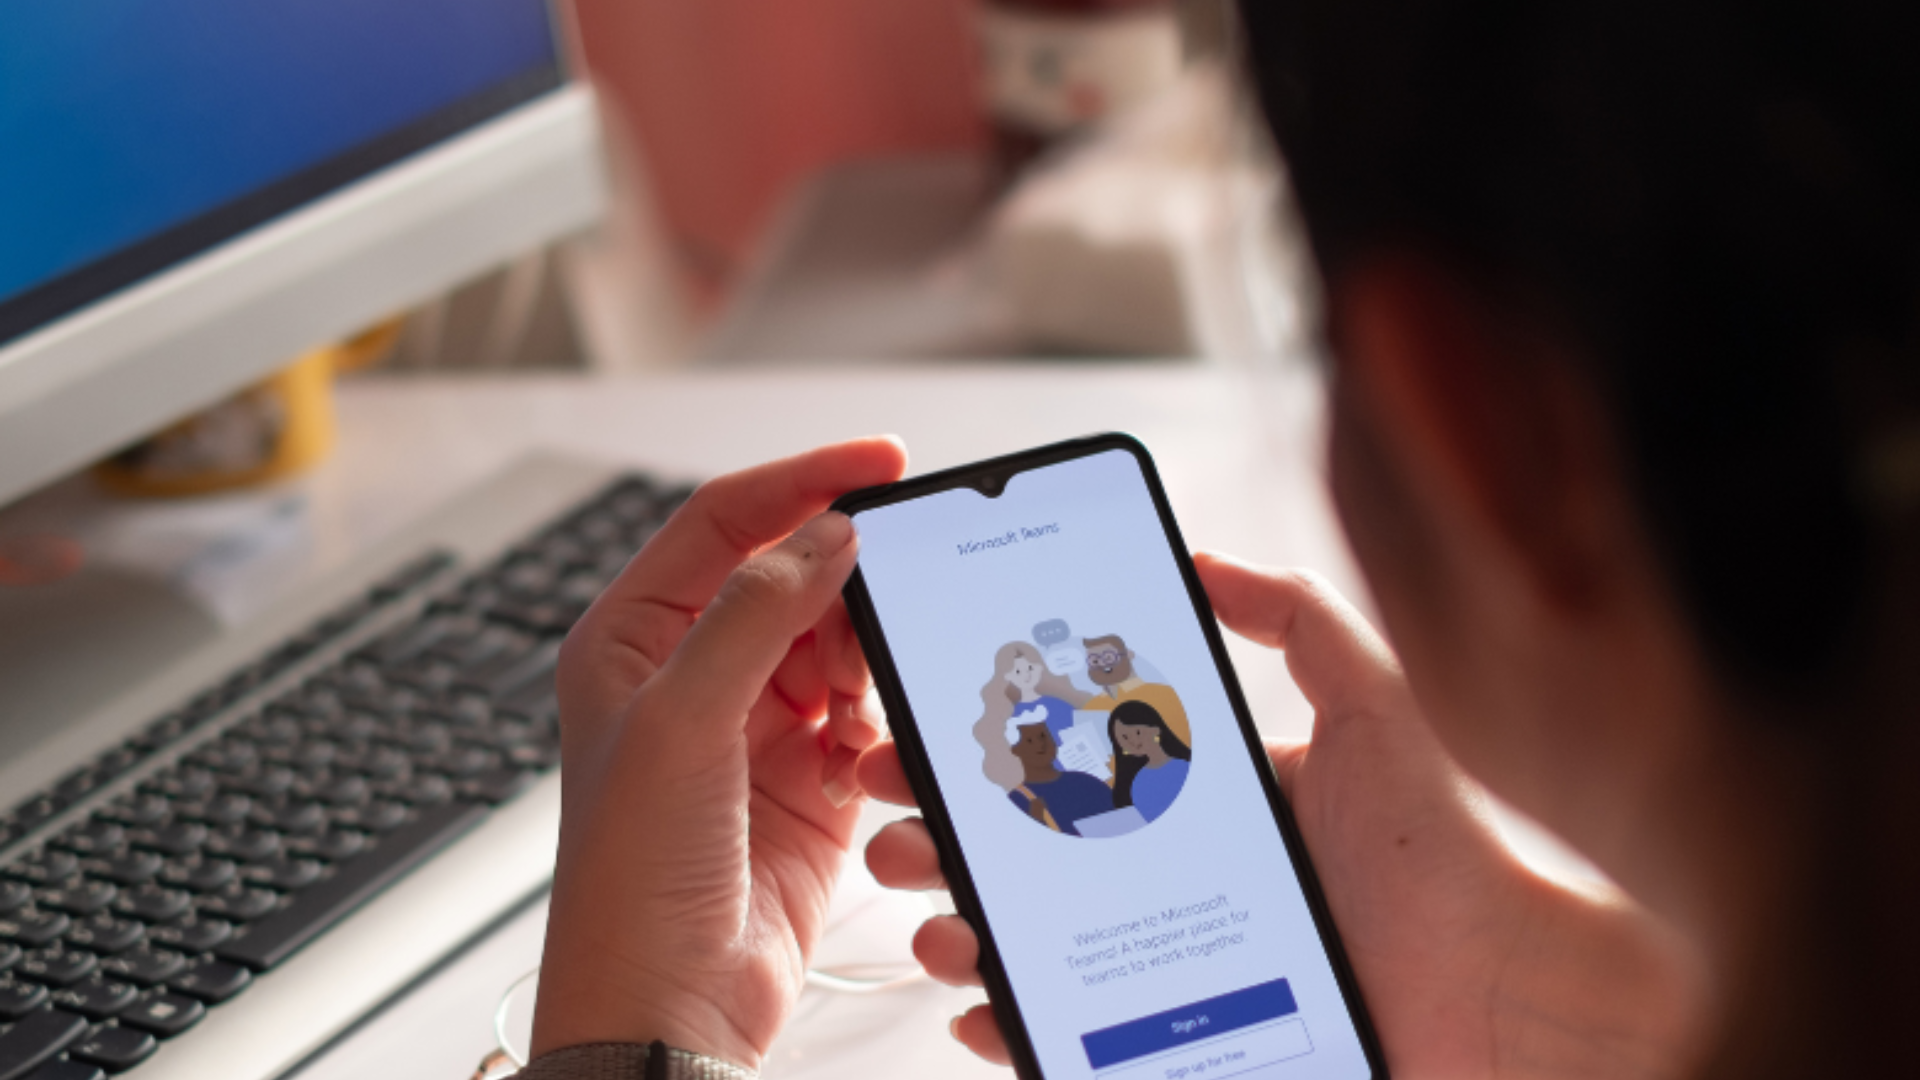 Microsoft Teams
Welcome to Microsoft
Teams! A happier place for
teams to work together.
Sign in
Sign up for free